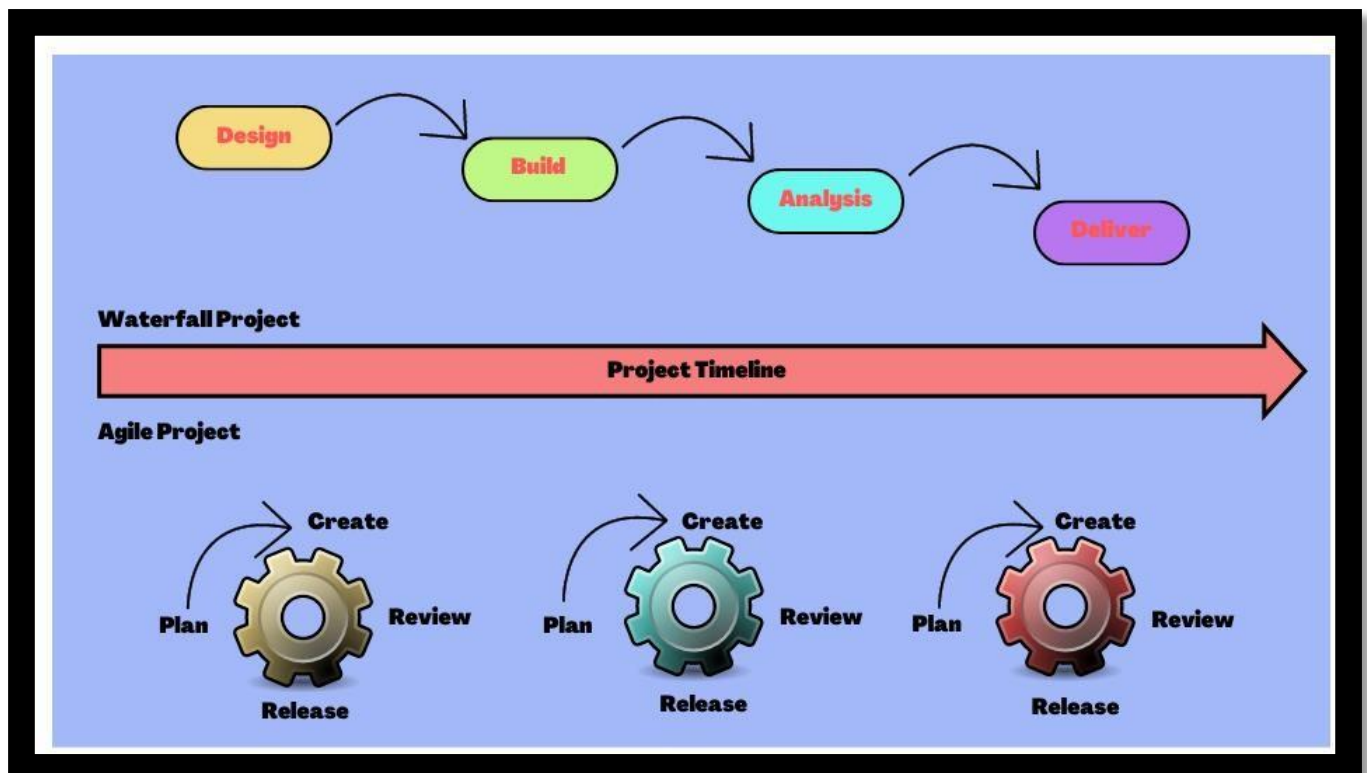 Design
Build
Analysis
Deliver
Waterfall Project
Project Timeline
Agile Project
Create
Plan
Review
Release
Create
Plan
Review
Release
Create
Plan
Review
Release